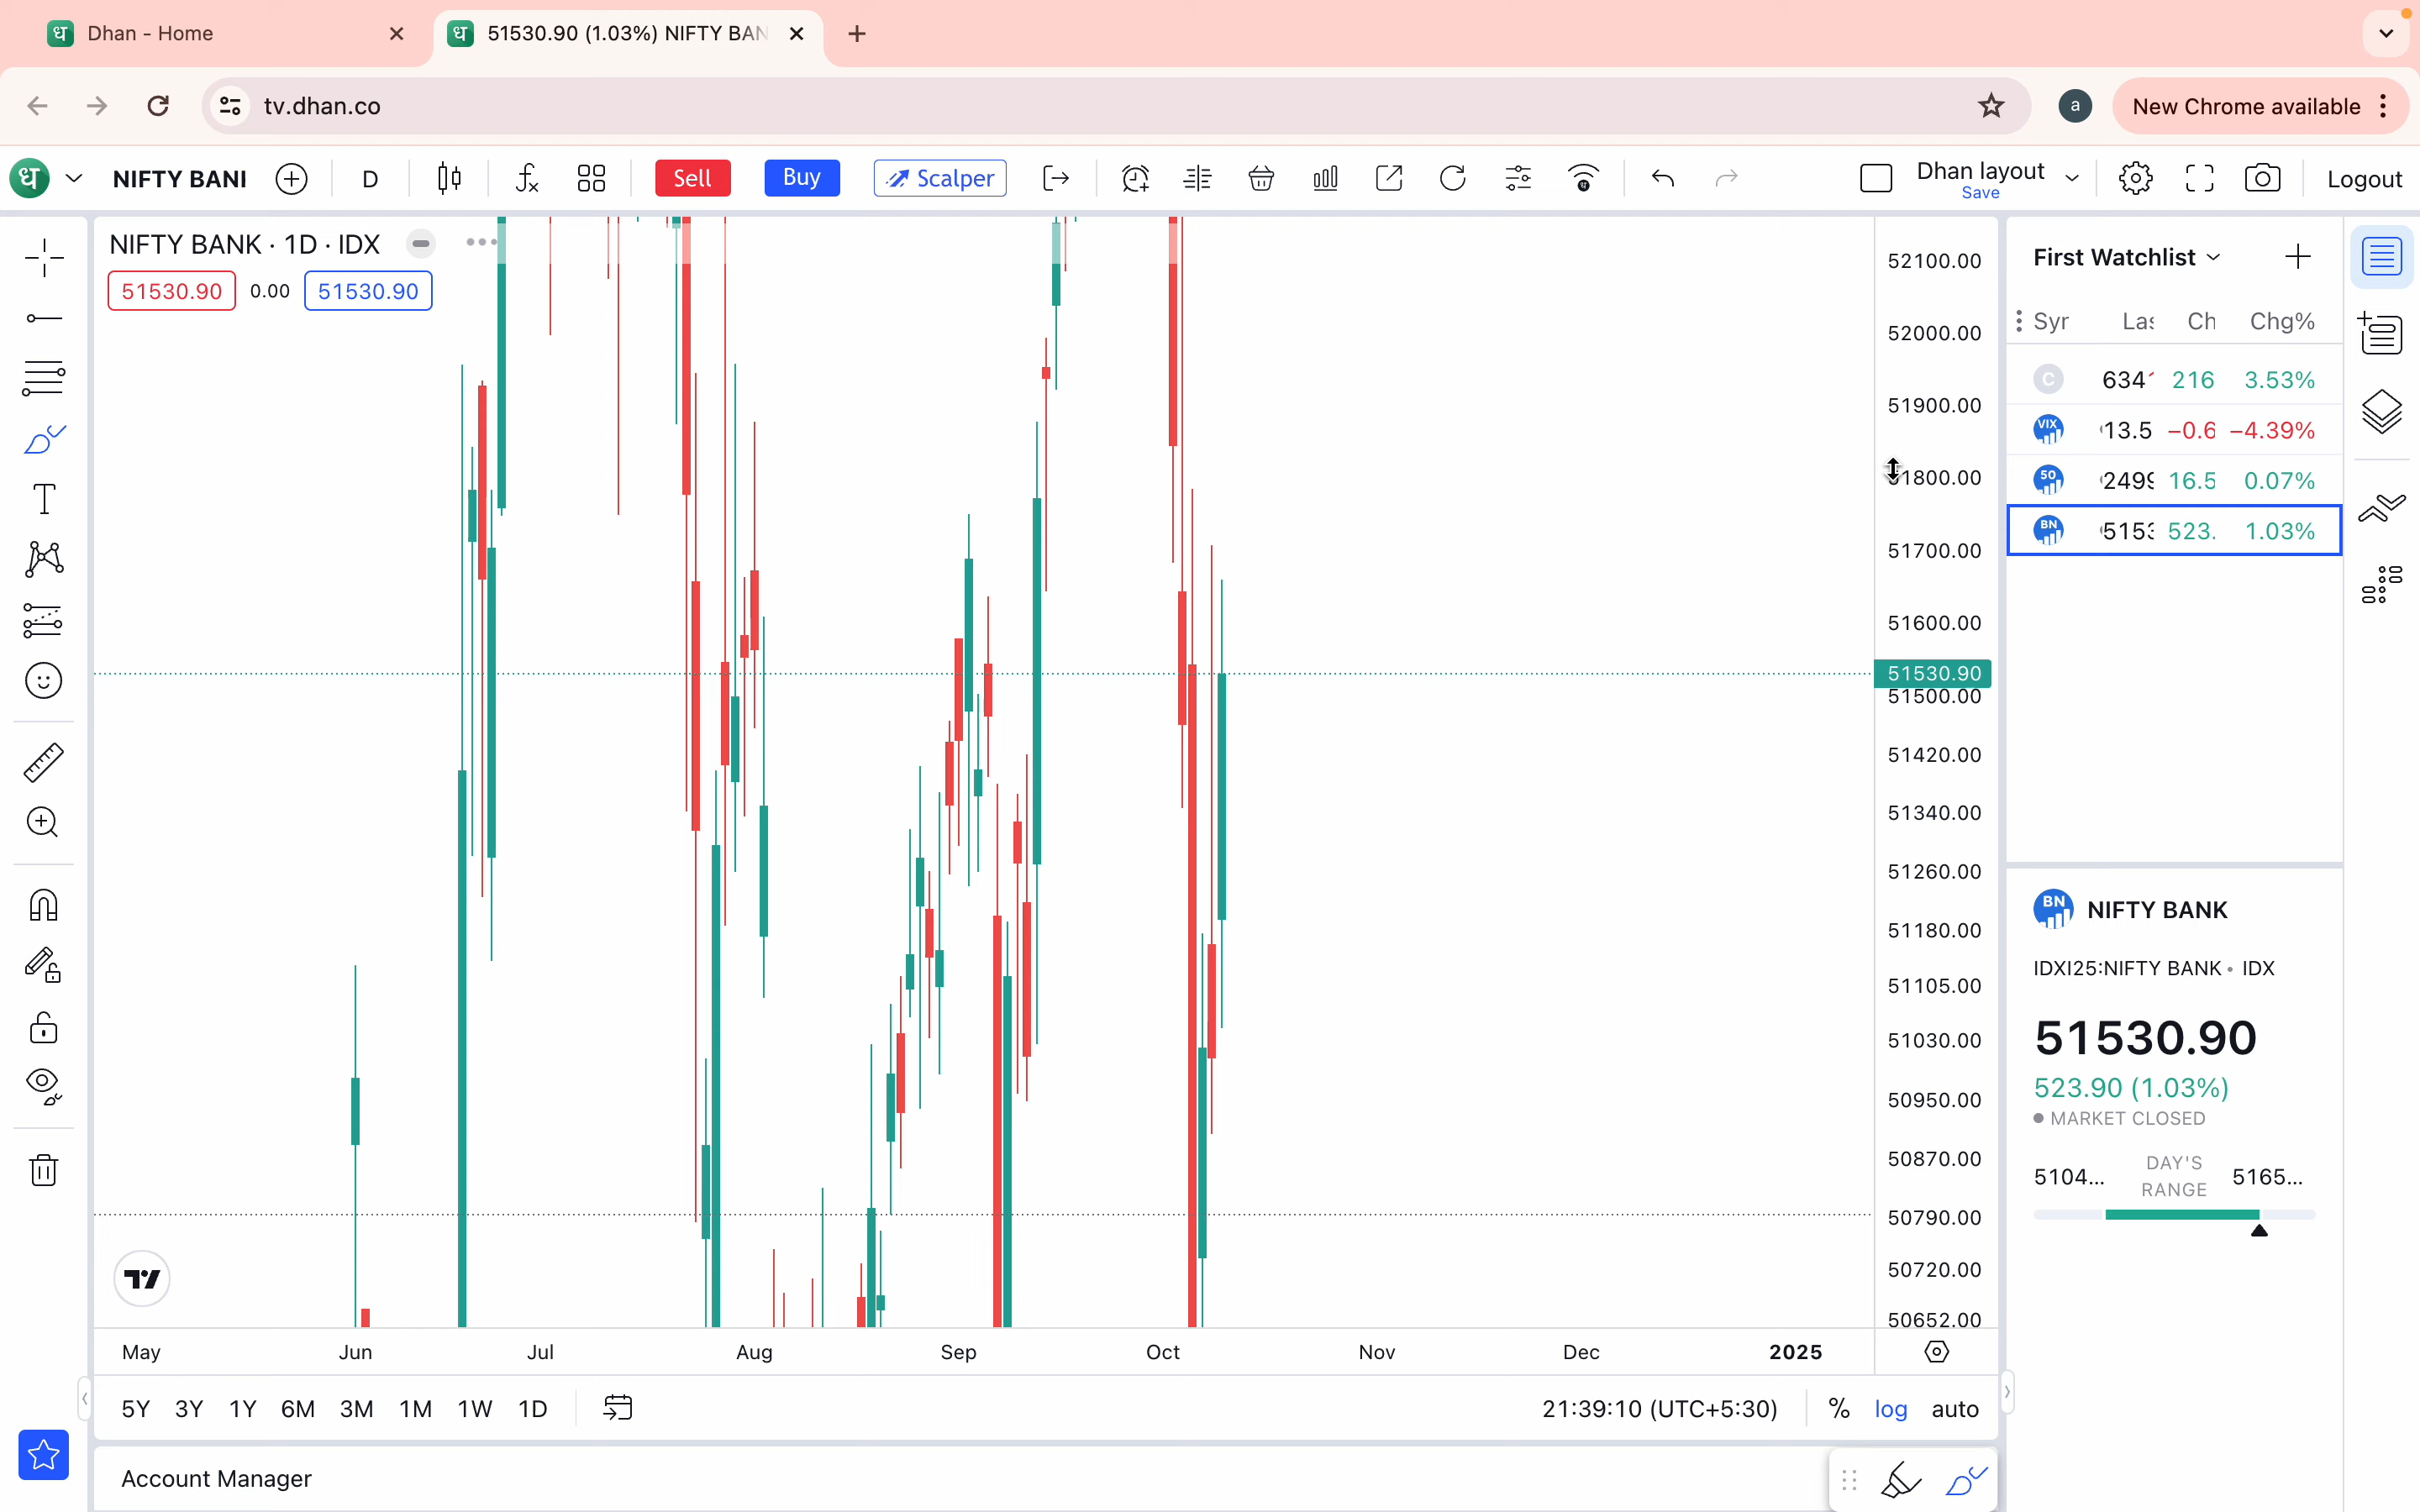 ध Dhan - Home
ध 51530.90 (1.03%) NIFTY BAN
tv.dhan.co
a
New Chrome available
ध
NIFTY BANI
D
Sell
Buy
Scalper
Dhan layout
Save
Logout
NIFTY BANK · 1D · IDX
51530.90 0.00 51530.90
52100.00
52000.00
51900.00
51800.00
51700.00
51600.00
51530.90
51500.00
51420.00
51340.00
51260.00
51180.00
51105.00
51030.00
50950.00
50870.00
50790.00
50720.00
50652.00
May Jun Jul Aug Sep Oct Nov Dec 2025
5Y 3Y 1Y 6M 3M 1M 1W 1D
21:39:10 (UTC+5:30)
% log auto
Account Manager
First Watchlist
Syr Las Ch Chg%
C 634 216 3.53%
VIX 13.5 −0.6 −4.39%
50 2499 16.5 0.07%
BN 5153 523. 1.03%
BN NIFTY BANK
IDXI25:NIFTY BANK • IDX
51530.90
523.90 (1.03%)
MARKET CLOSED
5104... DAY'S RANGE 5165...